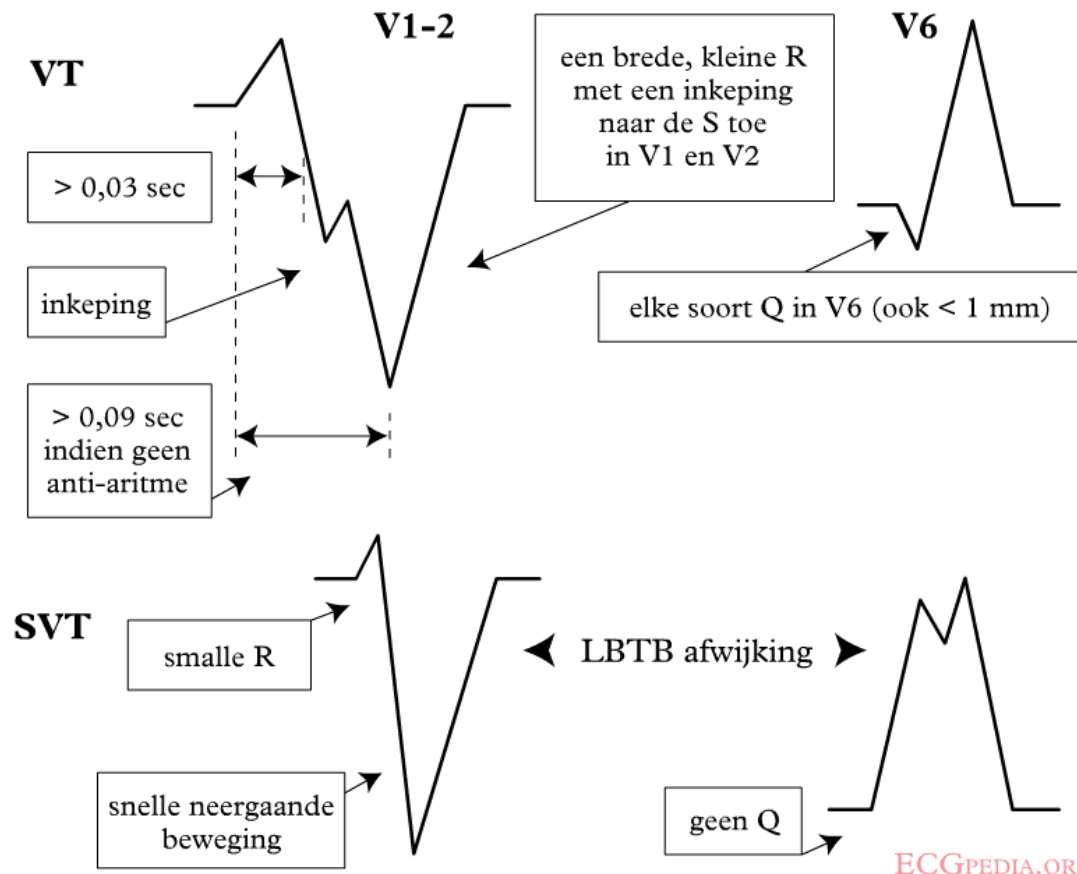 VT
V1-2
V6
een brede, kleine R
met een inkeping
naar de S toe
in V1 en V2
> 0,03 sec
inkeping
elke soort Q in V6 (ook < 1 mm)
> 0,09 sec
indien geen
anti-aritme
SVT
smalle R
LBTB afwijking
snelle neergaande
beweging
geen Q
ECGPEDIA.OR